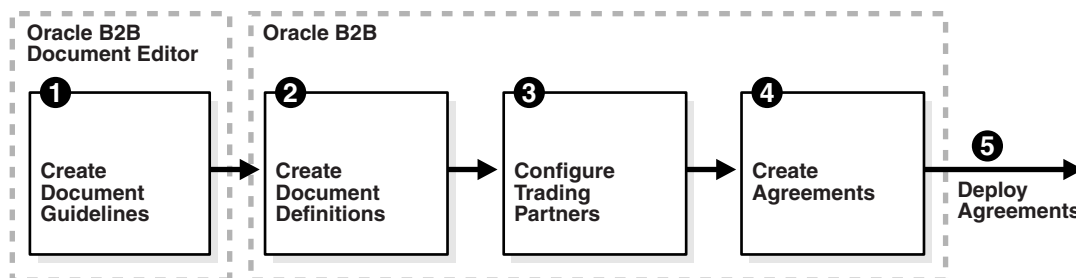 Oracle B2B
Document Editor
Oracle B2B
1
Create
Document
Guidelines
2
Create
Document
Definitions
3
Configure
Trading
Partners
4
Create
Agreements
5
Deploy
Agreements